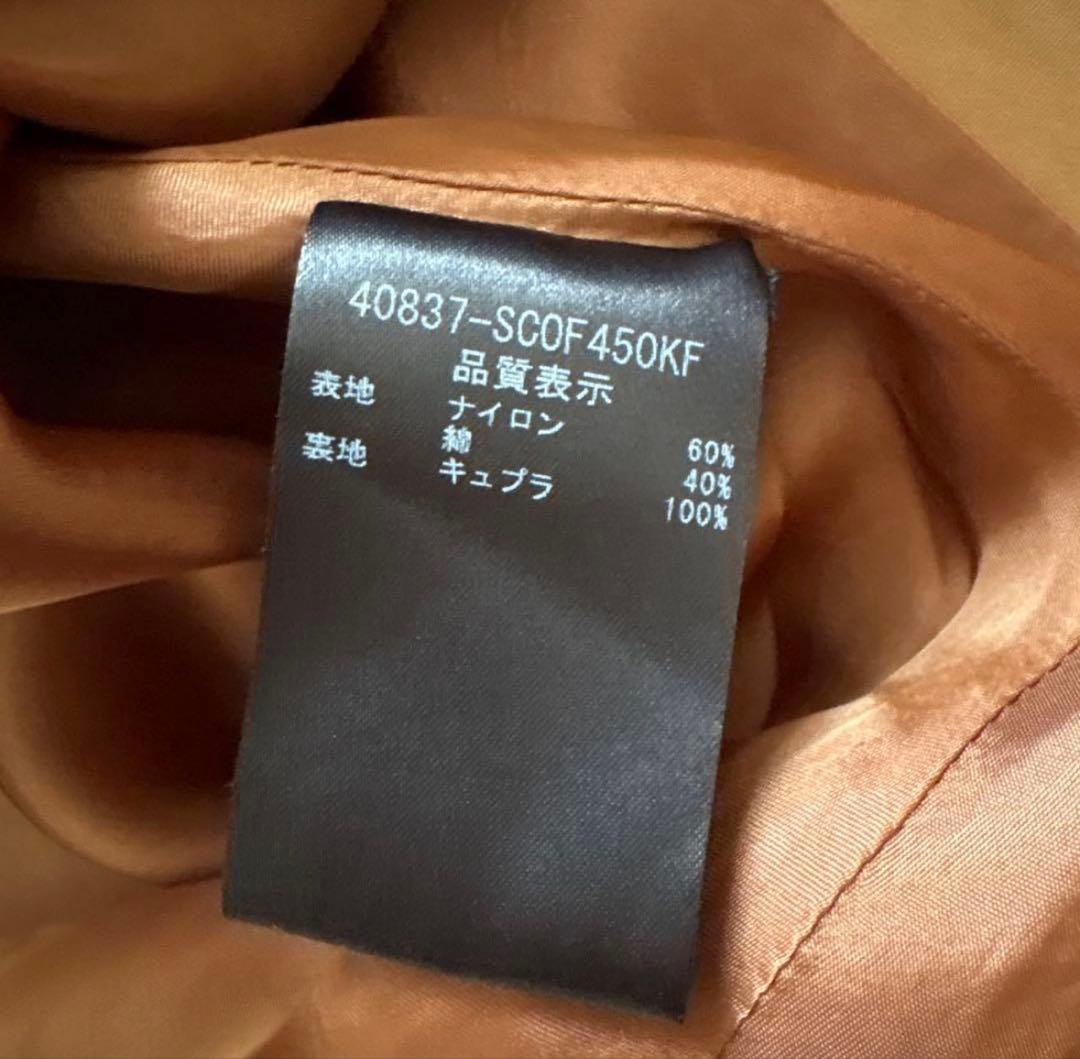 40837-SCOF450KF
品質表示
表地 ナイロン 60%
綿 40%
裏地 キュプラ 100%